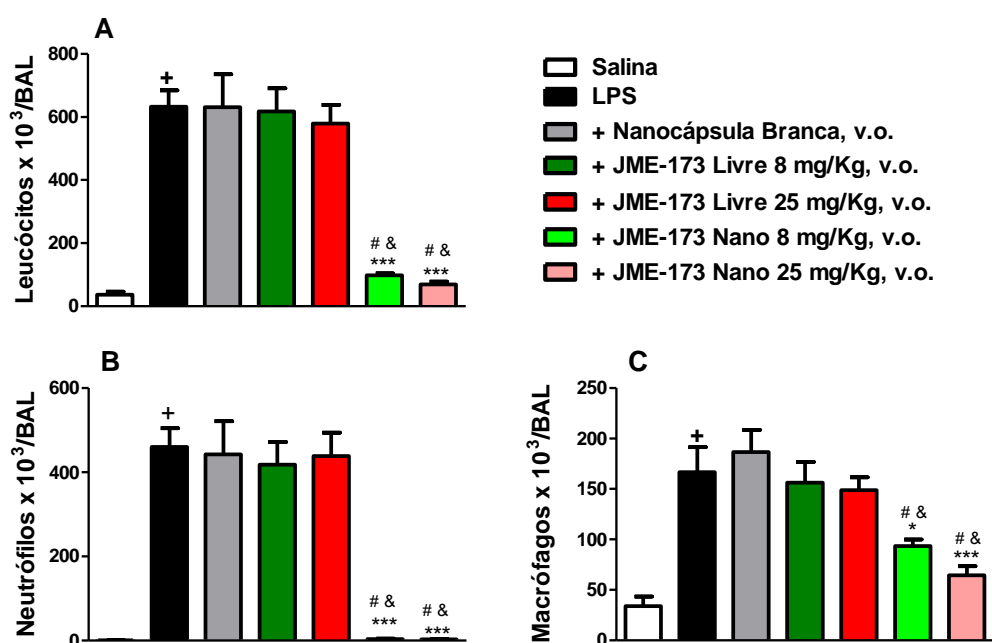 A
Leucócitos x 10³/BAL
800
600
400
200
0
+
# &
***
# &
***
Salina
LPS
+ Nanocápsula Branca, v.o.
+ JME-173 Livre 8 mg/Kg, v.o.
+ JME-173 Livre 25 mg/Kg, v.o.
+ JME-173 Nano 8 mg/Kg, v.o.
+ JME-173 Nano 25 mg/Kg, v.o.
B
Neutrófilos x 10³/BAL
600
400
200
0
+
# &
***
# &
***
C
Macrófagos x 10³/BAL
250
200
150
100
50
0
+
# &
*
# &
***